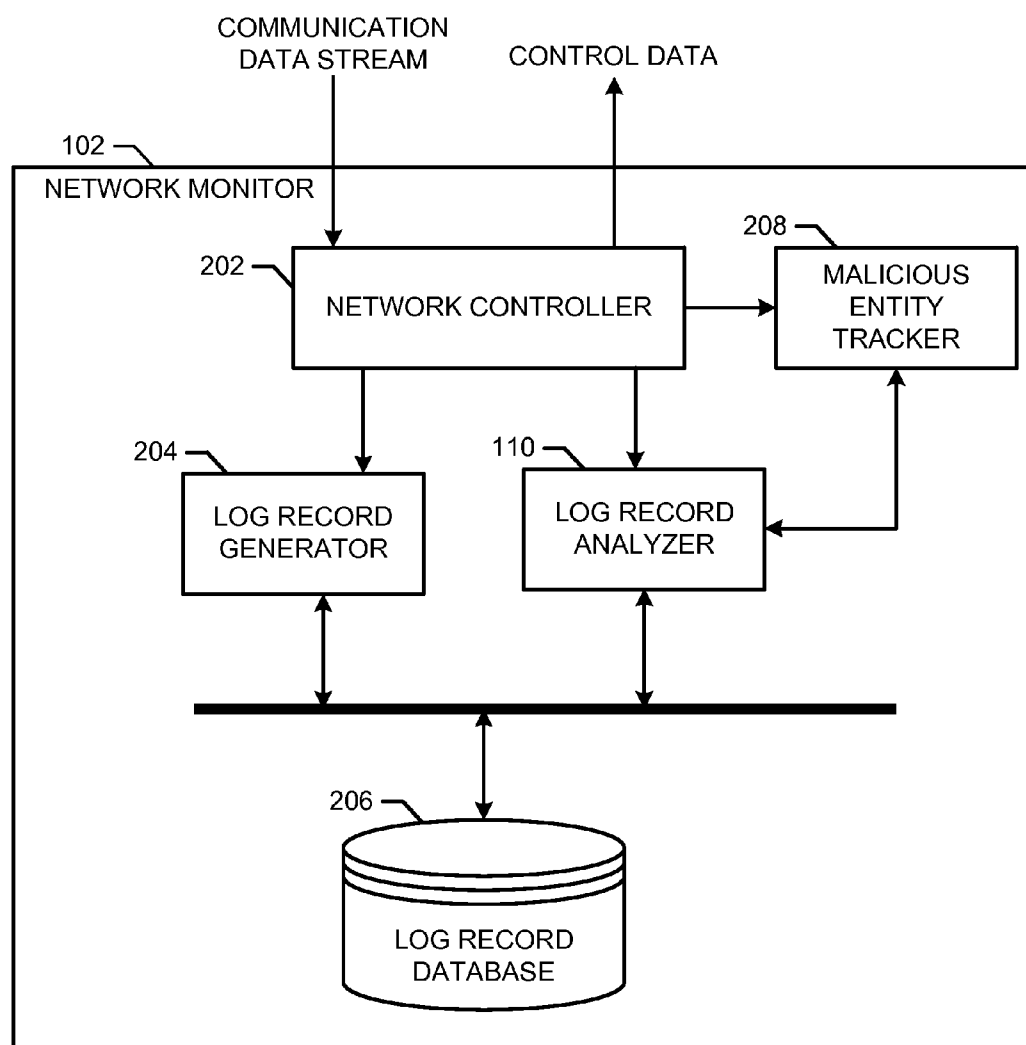 COMMUNICATION
DATA STREAM
CONTROL DATA
102
NETWORK MONITOR
208
202
NETWORK CONTROLLER
MALICIOUS
ENTITY
TRACKER
204
110
LOG RECORD
GENERATOR
LOG RECORD
ANALYZER
206
LOG RECORD
DATABASE